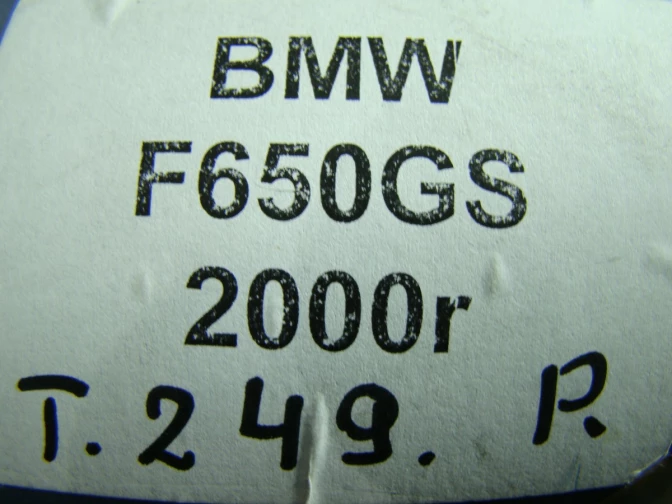 BMW
F650GS
2000r
T. 249. P.